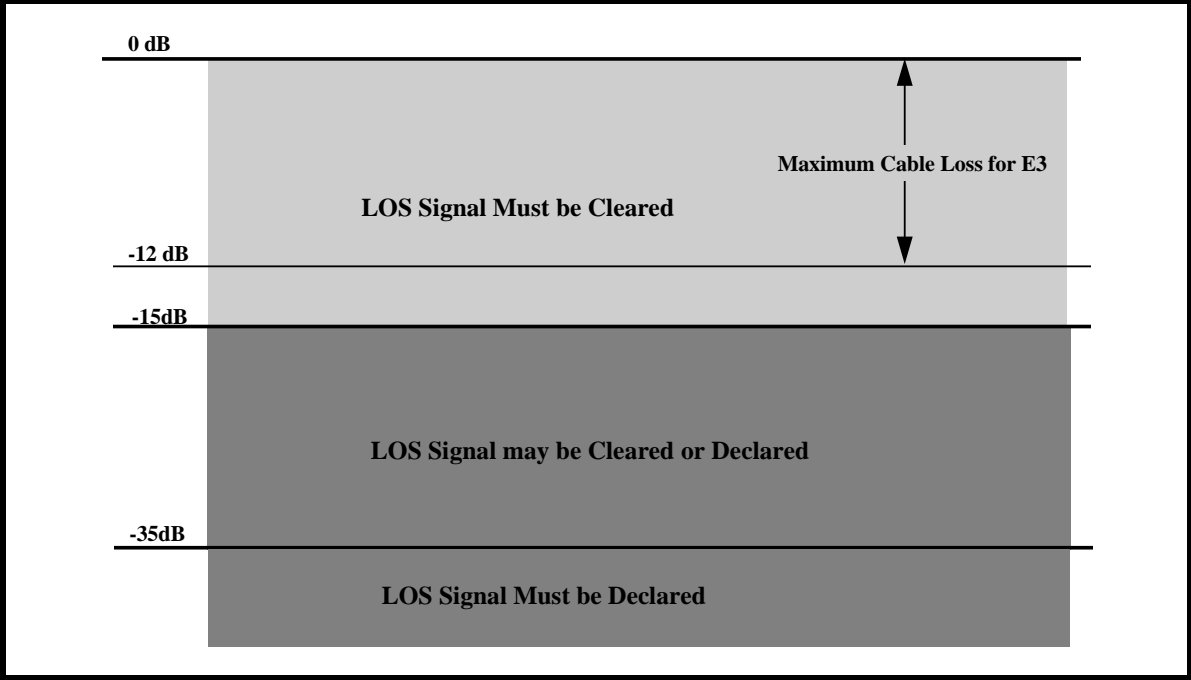 0 dB
Maximum Cable Loss for E3
LOS Signal Must be Cleared
-12 dB
-15dB
LOS Signal may be Cleared or Declared
-35dB
LOS Signal Must be Declared